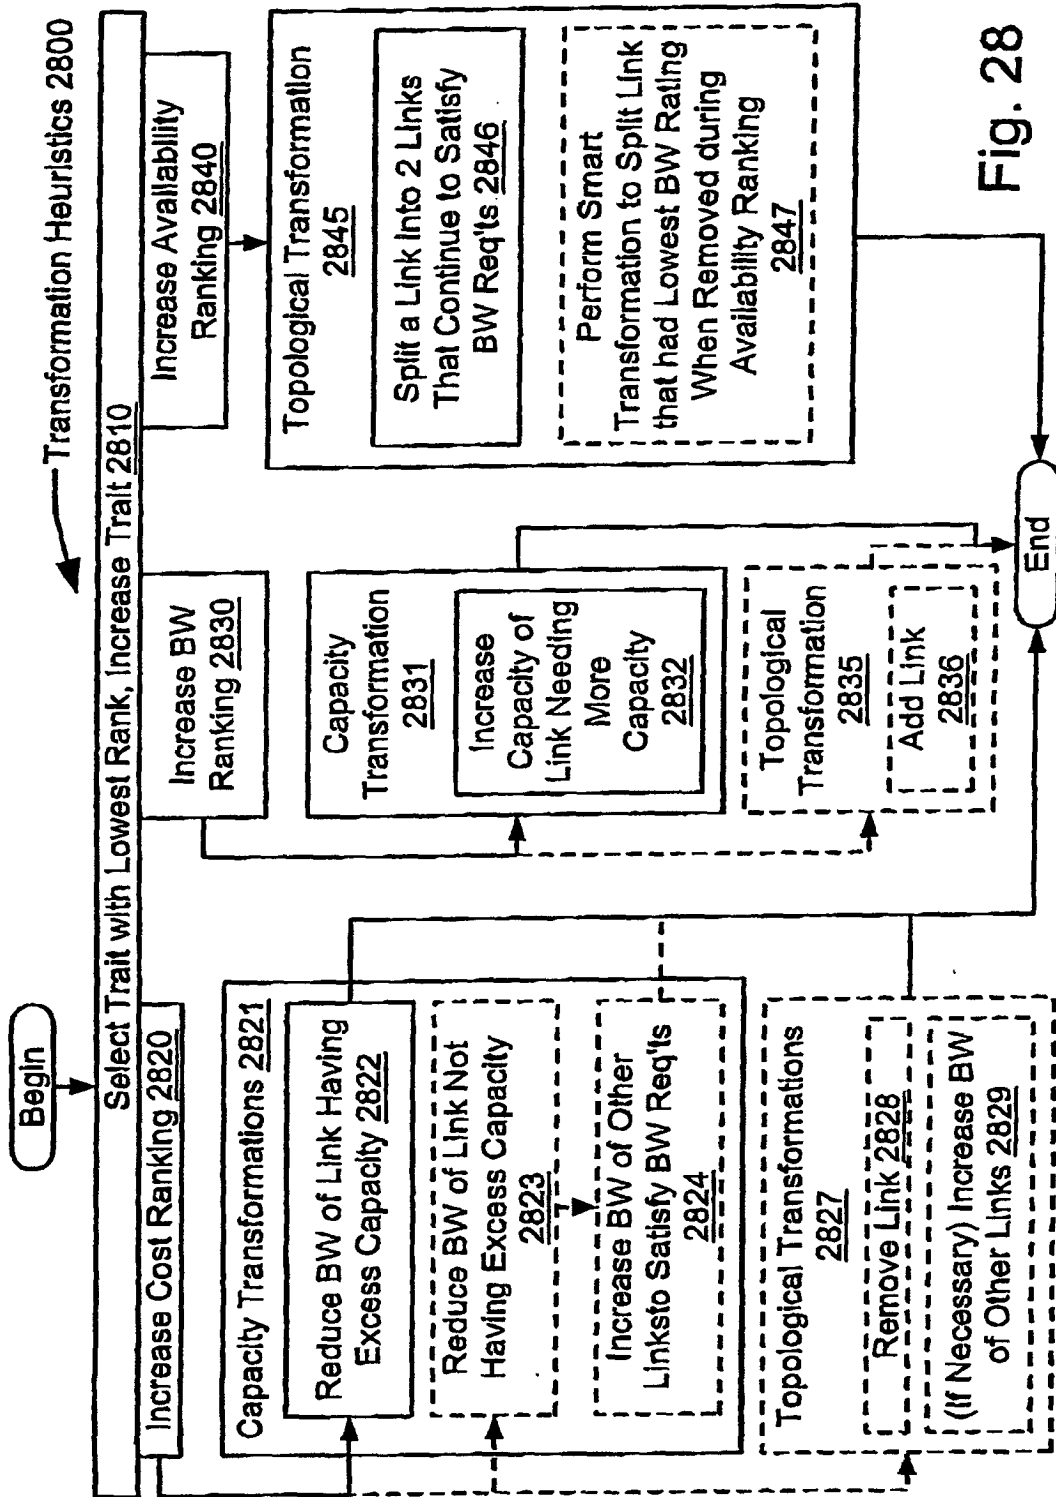 Transformation Heuristics 2800
Begin
Select Trait with Lowest Rank, Increase Trait 2810
Increase Cost Ranking 2820
Capacity Transformations 2821
Reduce BW of Link Having
Excess Capacity 2822
Reduce BW of Link Not
Having Excess Capacity
2823
Increase BW of Other
Linksto Satisfy BW Req'ts
2824
Topological Transformations
2827
Remove Link 2828
(If Necessary) Increase BW
of Other Links 2829
Increase BW
Ranking 2830
Capacity
Transformation
2831
Increase
Capacity of
Link Needing
More
Capacity
2832
Topological
Transformation
2835
Add Link
2836
Increase Availability
Ranking 2840
Topological Transformation
2845
Split a Link Into 2 Links
That Continue to Satisfy
BW Req'ts 2846
Perform Smart
Transformation to Split Link
that had Lowest BW Rating
When Removed during
Availability Ranking
2847
End
Fig. 28